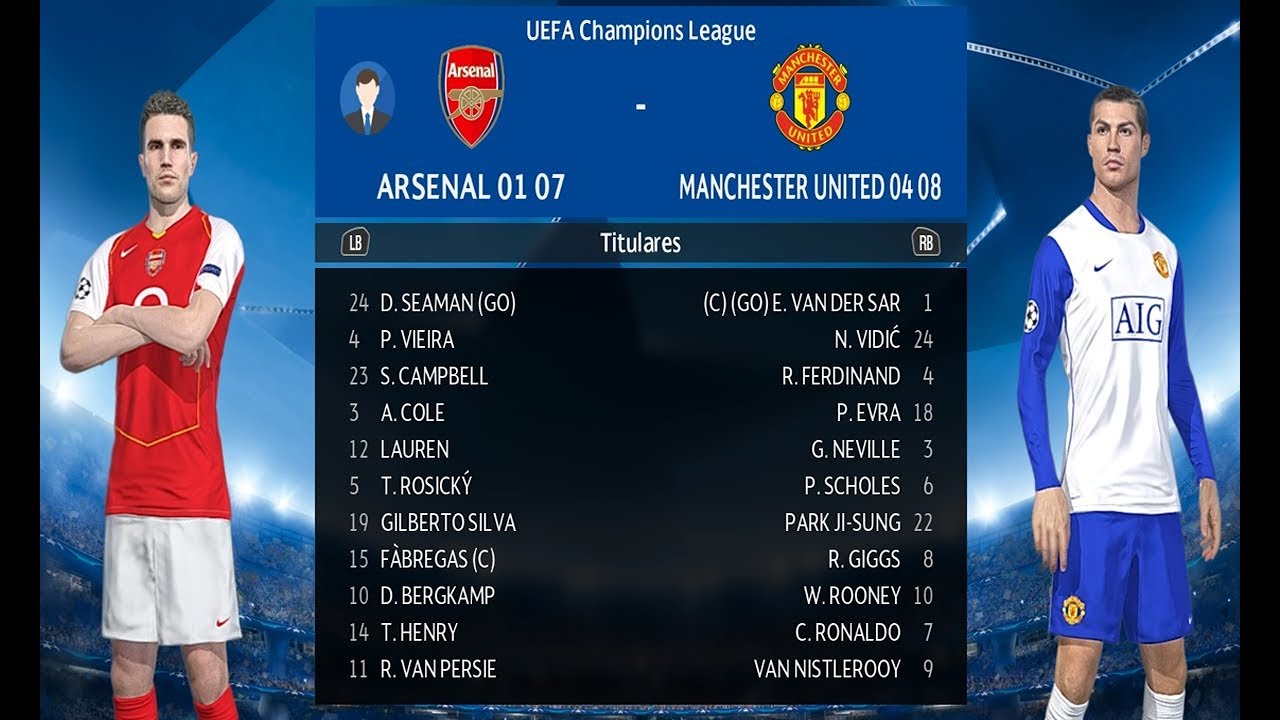 UEFA Champions League
Arsenal
MANCHESTER
UNITED
-
ARSENAL 01 07
MANCHESTER UNITED 04 08
LB Titulares RB
24 D. SEAMAN (GO) (C) (GO) E. VAN DER SAR 1
4 P. VIEIRA N. VIDIĆ 24
23 S. CAMPBELL R. FERDINAND 4
3 A. COLE P. EVRA 18
12 LAUREN G. NEVILLE 3
5 T. ROSICKÝ P. SCHOLES 6
19 GILBERTO SILVA PARK JI-SUNG 22
15 FÀBREGAS (C) R. GIGGS 8
10 D. BERGKAMP W. ROONEY 10
14 T. HENRY C. RONALDO 7
11 R. VAN PERSIE VAN NISTLEROOY 9
AIG